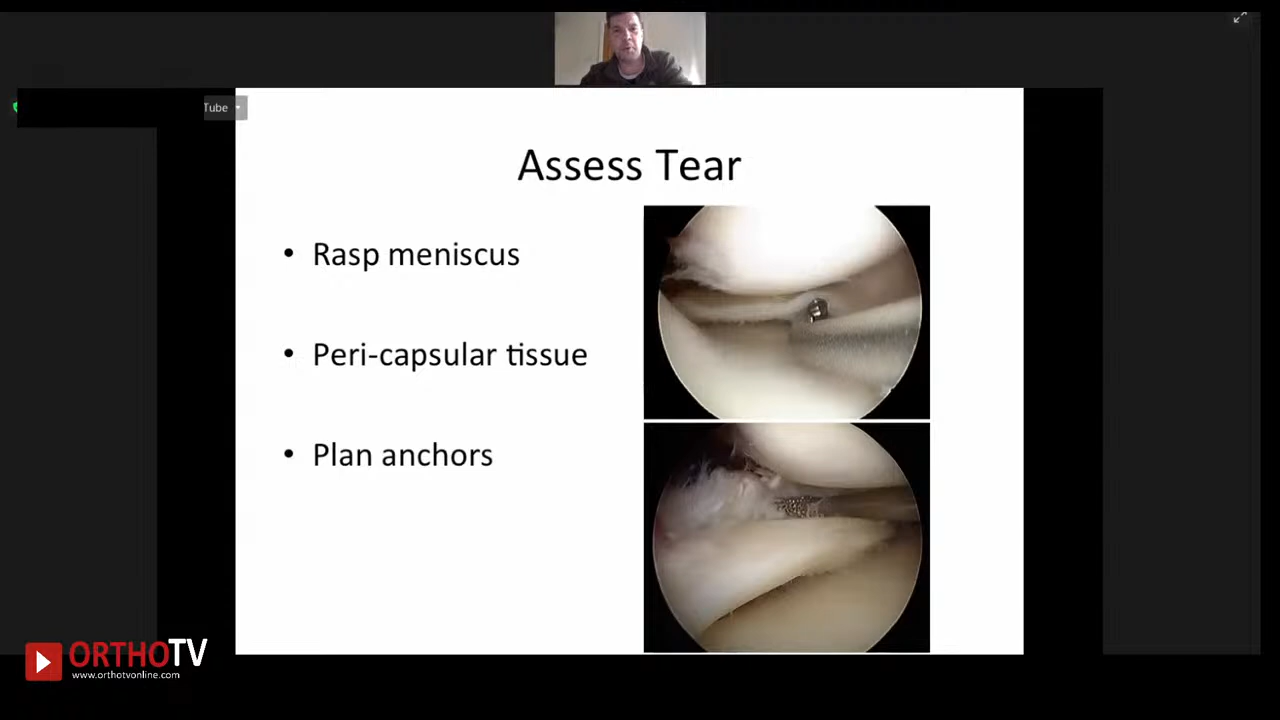 Tube
Assess Tear
• Rasp meniscus
• Peri-capsular tissue
• Plan anchors
ORTHOTV
www.orthotvonline.com